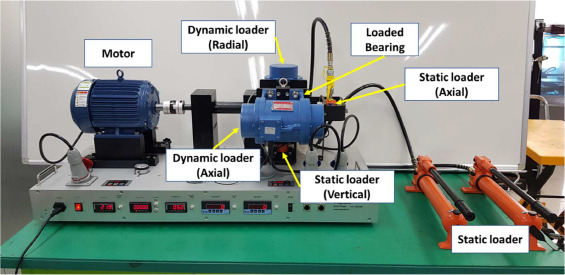 Dynamic loader
(Radial)
Loaded
Bearing
Motor
Static loader
(Axial)
Dynamic loader
(Axial)
Static loader
(Vertical)
Static loader